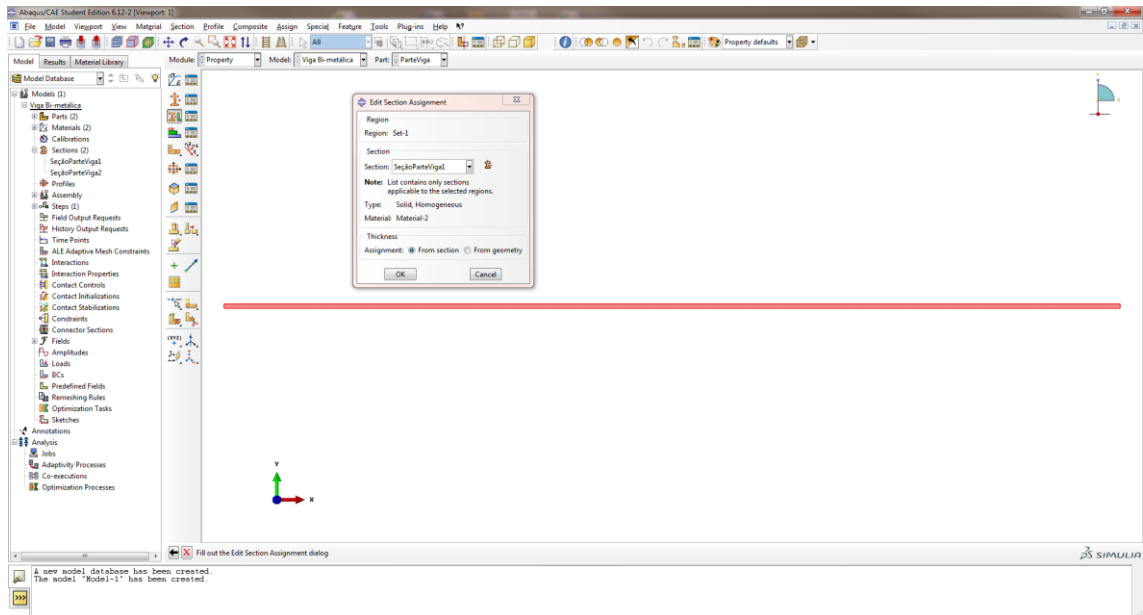 Abaqus/CAE Student Edition 6.12-2 [Viewport: 1]
File Model Viewport View Material Section Profile Composite Assign Special Feature Tools Plug-ins Help
All
Property defaults
Model Results Material Library
Module: Property Model: Viga Bi-metálica Part: ParteViga
Model Database
Models (1)
Viga Bi-metálica
Parts (2)
Materials (2)
Calibrations
Sections (2)
SeçãoParteViga1
SeçãoParteViga2
Profiles
Assembly
Steps (1)
Field Output Requests
History Output Requests
Time Points
ALE Adaptive Mesh Constraints
Interactions
Interaction Properties
Contact Controls
Contact Initializations
Contact Stabilizations
Constraints
Connector Sections
Fields
Amplitudes
Loads
BCs
Predefined Fields
Remeshing Rules
Optimization Tasks
Sketches
Annotations
Analysis
Jobs
Adaptivity Processes
Co-executions
Optimization Processes
Edit Section Assignment
Region
Region: Set-1
Section
Section: SeçãoParteViga1
Note: List contains only sections
applicable to the selected regions.
Type: Solid, Homogeneous
Material: Material-2
Thickness
Assignment: From section From geometry
OK Cancel
Y
X
Fill out the Edit Section Assignment dialog
SIMULIA
A new model database has been created.
The model "Model-1" has been created.
>>>